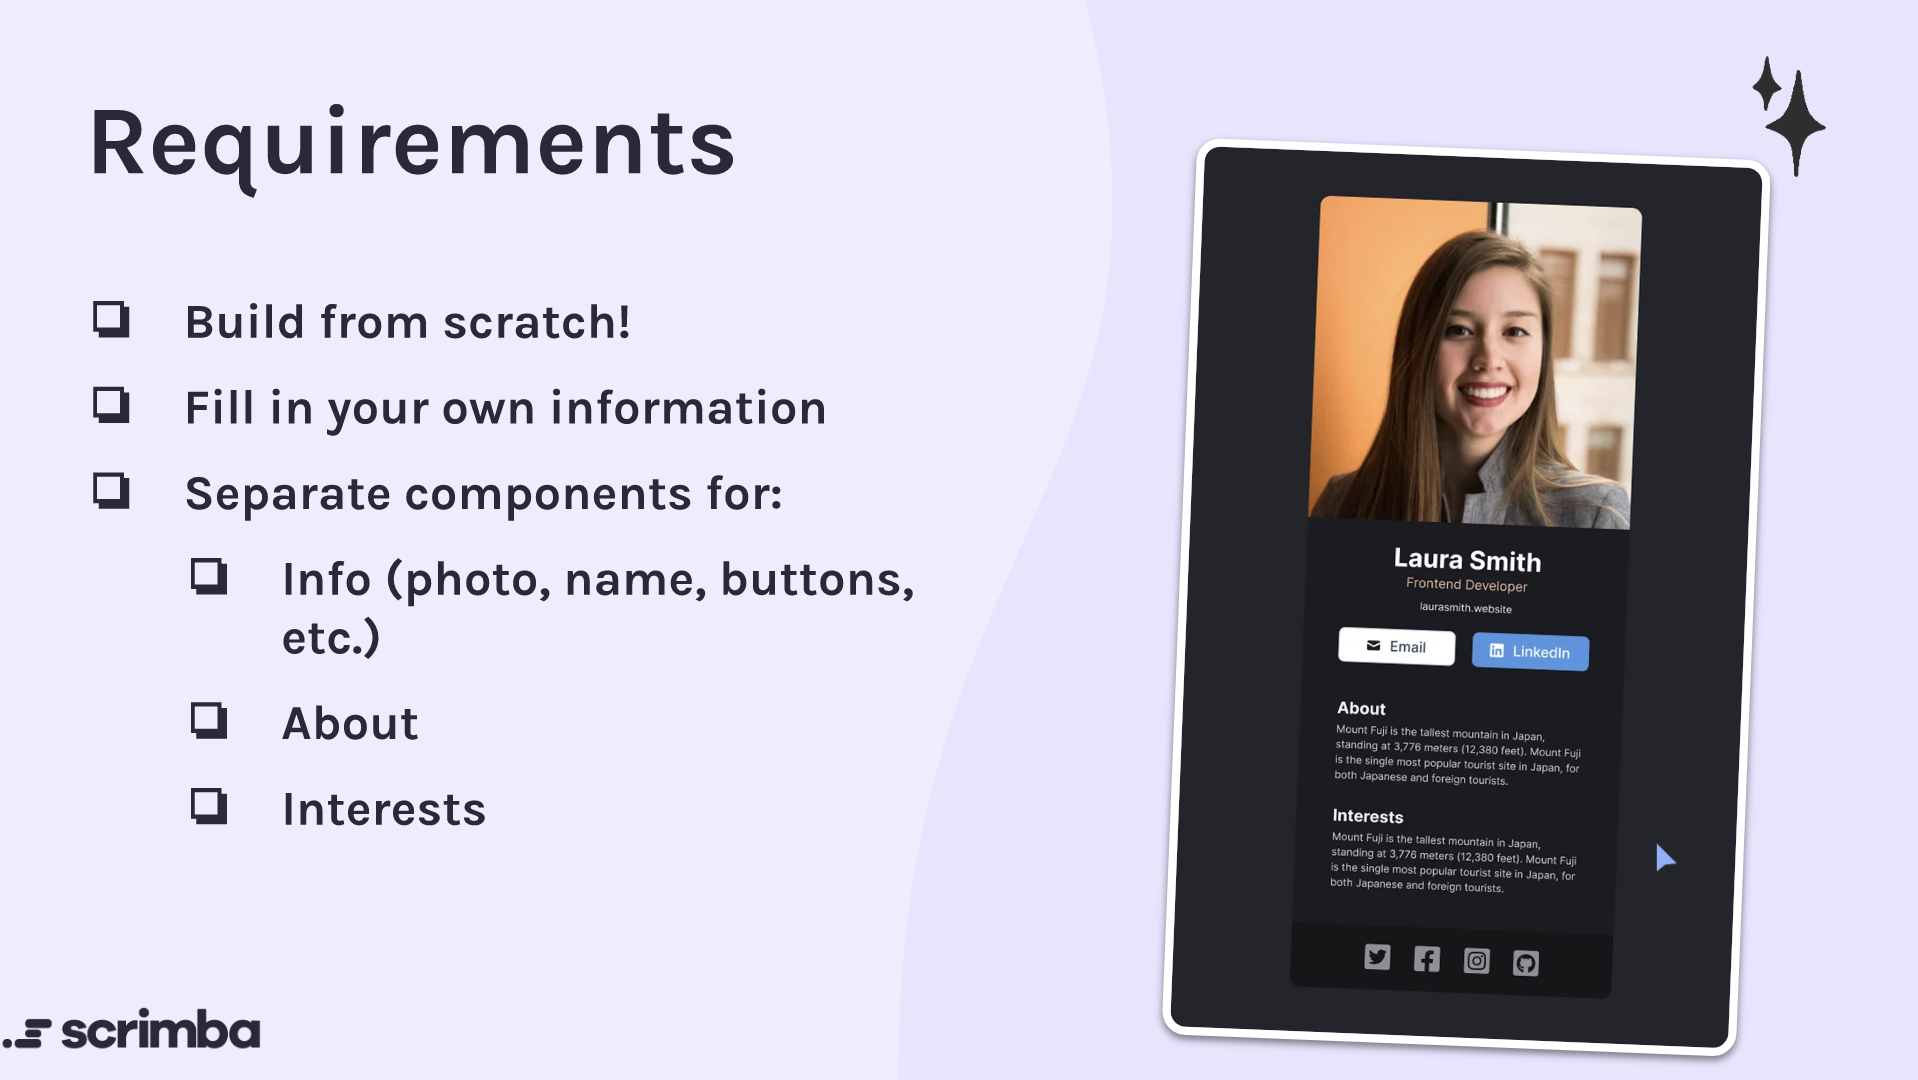 Requirements
Build from scratch!
Fill in your own information
Separate components for:
Info (photo, name, buttons,
etc.)
About
Interests
scrimba
Laura Smith
Frontend Developer
laurasmith.website
Email
LinkedIn
About
Mount Fuji is the tallest mountain in Japan,
standing at 3,776 meters (12,380 feet). Mount Fuji
is the single most popular tourist site in Japan, for
both Japanese and foreign tourists.
Interests
Mount Fuji is the tallest mountain in Japan,
standing at 3,776 meters (12,380 feet). Mount Fuji
is the single most popular tourist site in Japan, for
both Japanese and foreign tourists.